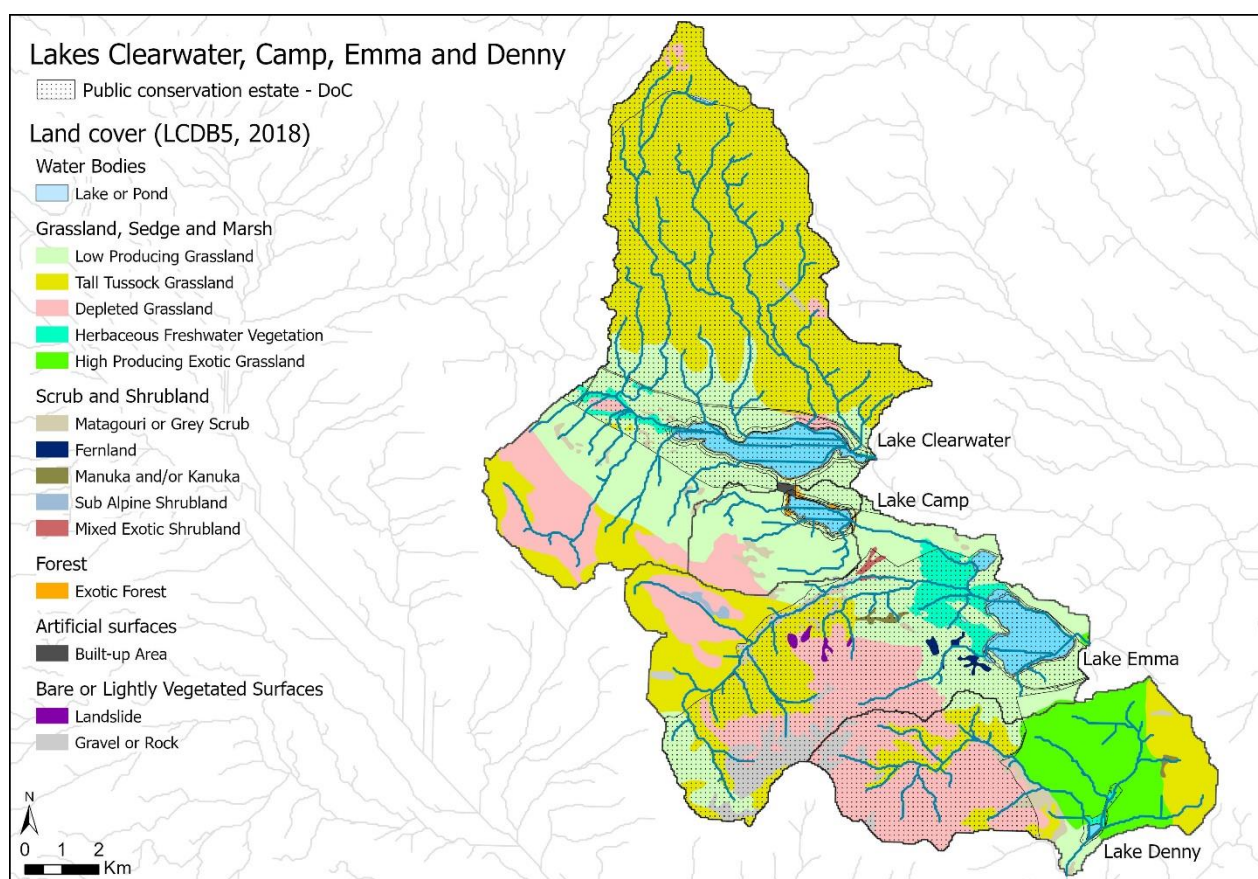 Lakes Clearwater, Camp, Emma and Denny
Public conservation estate - DoC
Land cover (LCDB5, 2018)
Water Bodies
Lake or Pond
Grassland, Sedge and Marsh
Low Producing Grassland
Tall Tussock Grassland
Depleted Grassland
Herbaceous Freshwater Vegetation
High Producing Exotic Grassland
Scrub and Shrubland
Matagouri or Grey Scrub
Fernland
Manuka and/or Kanuka
Sub Alpine Shrubland
Mixed Exotic Shrubland
Forest
Exotic Forest
Artificial surfaces
Built-up Area
Bare or Lightly Vegetated Surfaces
Landslide
Gravel or Rock
N
0 1 2
Km
Lake Clearwater
Lake Camp
Lake Emma
Lake Denny